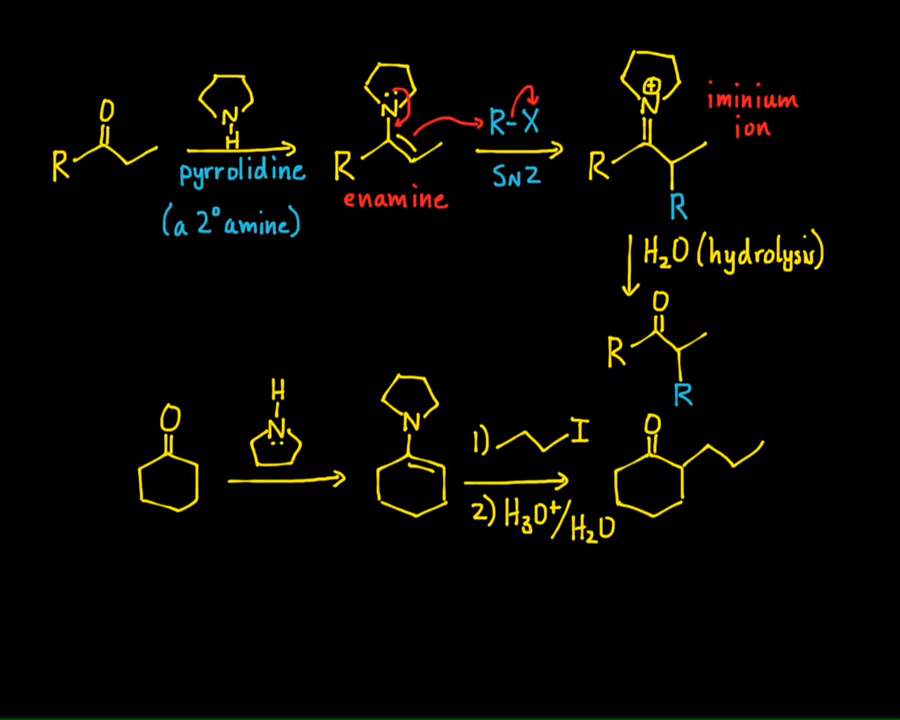 O
R
N
H
pyrrolidine
(a 2° amine)
N
R
enamine
R-X
SN2
⊕
N
R
R
iminium
ion
H₂O (hydrolysis)
O
R
R
O
H
N
N
1) I
2) H₃O⁺/H₂O
O